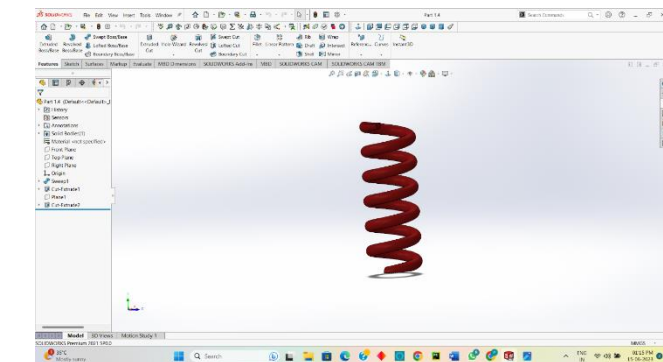 SOLIDWORKS File Edit View Insert Tools Window
Part 1.4
Search Commands
Extruded Boss/Base Revolved Boss/Base Swept Boss/Base Lofted Boss/Base Boundary Boss/Base Extruded Cut Hole Wizard Revolved Cut Swept Cut Lofted Cut Boundary Cut Fillet Linear Pattern Rib Draft Shell Wrap Intersect Mirror Curves Instant3D
Features Sketch Surfaces Markup Evaluate MBD Dimensions SOLIDWORKS Add-Ins MBD SOLIDWORKS CAM SOLIDWORKS CAM TBM
Part 1.4
History
Sensors
Annotations
Solid Bodies(1)
Material <not specified>
Front Plane
Top Plane
Right Plane
Origin
Sweep1
Cut-Extrude1
Plane1
Cut-Extrude2
Model 3D Views Motion Study 1
SOLIDWORKS Premium 2021 SP0.0
MMGS
33°C
Search
ENG
IN